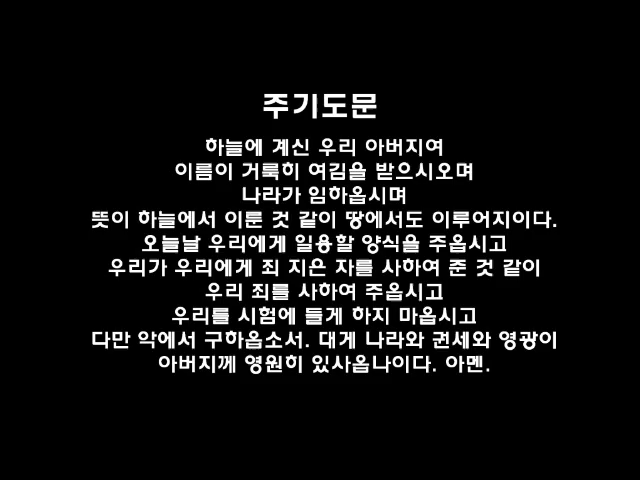 주기도문
하늘에 계신 우리 아버지여
이름이 거룩히 여김을 받으시오며
나라가 임하옵시며
뜻이 하늘에서 이룬 것 같이 땅에서도 이루어지이다.
오늘날 우리에게 일용할 양식을 주옵시고
우리가 우리에게 죄 지은 자를 사하여 준 것 같이
우리 죄를 사하여 주옵시고
우리를 시험에 들게 하지 마옵시고
다만 악에서 구하옵소서. 대게 나라와 권세와 영광이
아버지께 영원히 있사옵나이다. 아멘.